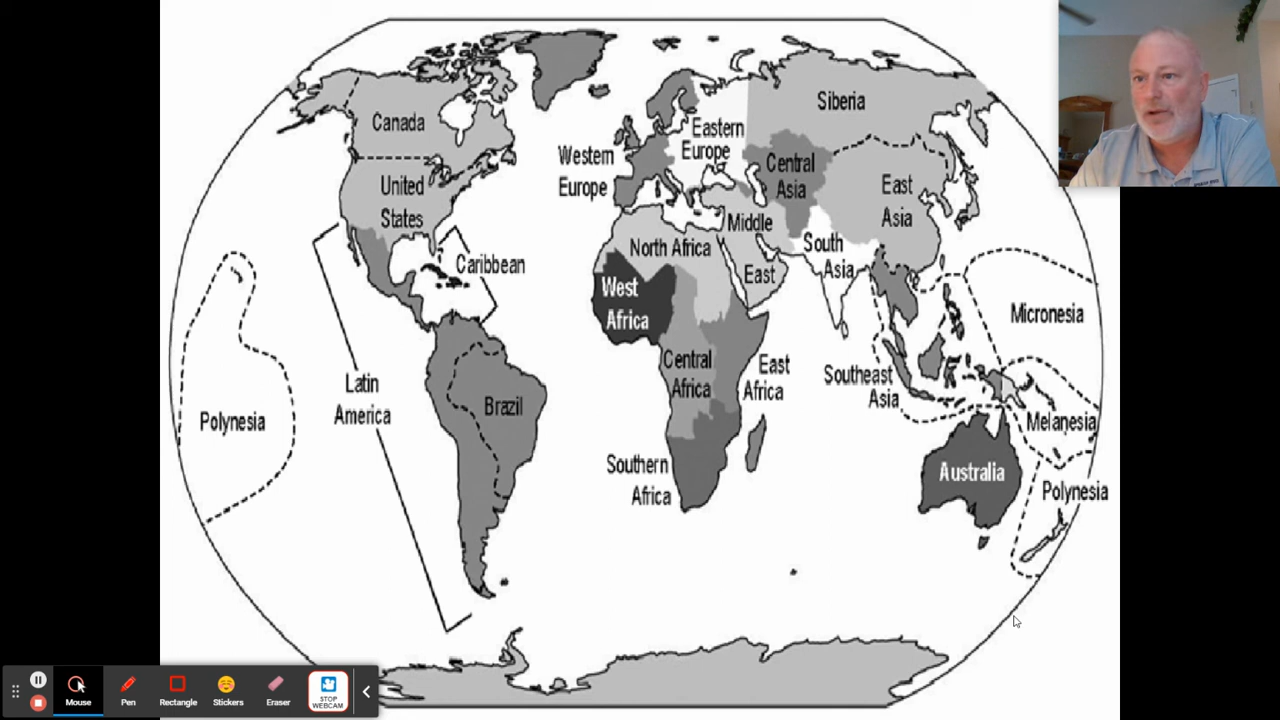 Canada
United
States
Caribbean
Latin
America
Brazil
Polynesia
Western
Europe
Eastern
Europe
Siberia
Central
Asia
East
Asia
Middle
East
South
Asia
North Africa
West
Africa
Central
Africa
East
Africa
Southern
Africa
Southeast
Asia
Micronesia
Melanesia
Australia
Polynesia
Mouse
Pen
Rectangle
Stickers
Eraser
STOP
WEBCAM